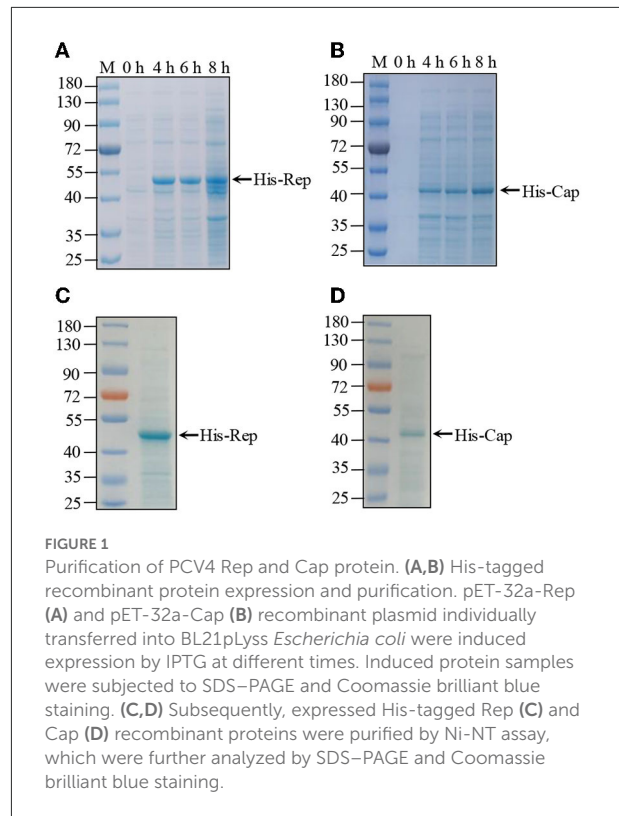 A
M 0 h 4 h 6 h 8 h
180
130
90
72
55
40
35
25
His-Rep
B
M 0 h 4 h 6 h 8 h
180
130
90
72
55
40
35
25
His-Cap
C
180
130
90
72
55
40
35
25
His-Rep
D
180
130
90
72
55
40
35
25
His-Cap
FIGURE 1
Purification of PCV4 Rep and Cap protein. (A,B) His-tagged
recombinant protein expression and purification. pET-32a-Rep
(A) and pET-32a-Cap (B) recombinant plasmid individually
transferred into BL21pLyss Escherichia coli were induced
expression by IPTG at different times. Induced protein samples
were subjected to SDS–PAGE and Coomassie brilliant blue
staining. (C,D) Subsequently, expressed His-tagged Rep (C) and
Cap (D) recombinant proteins were purified by Ni-NT assay,
which were further analyzed by SDS–PAGE and Coomassie
brilliant blue staining.